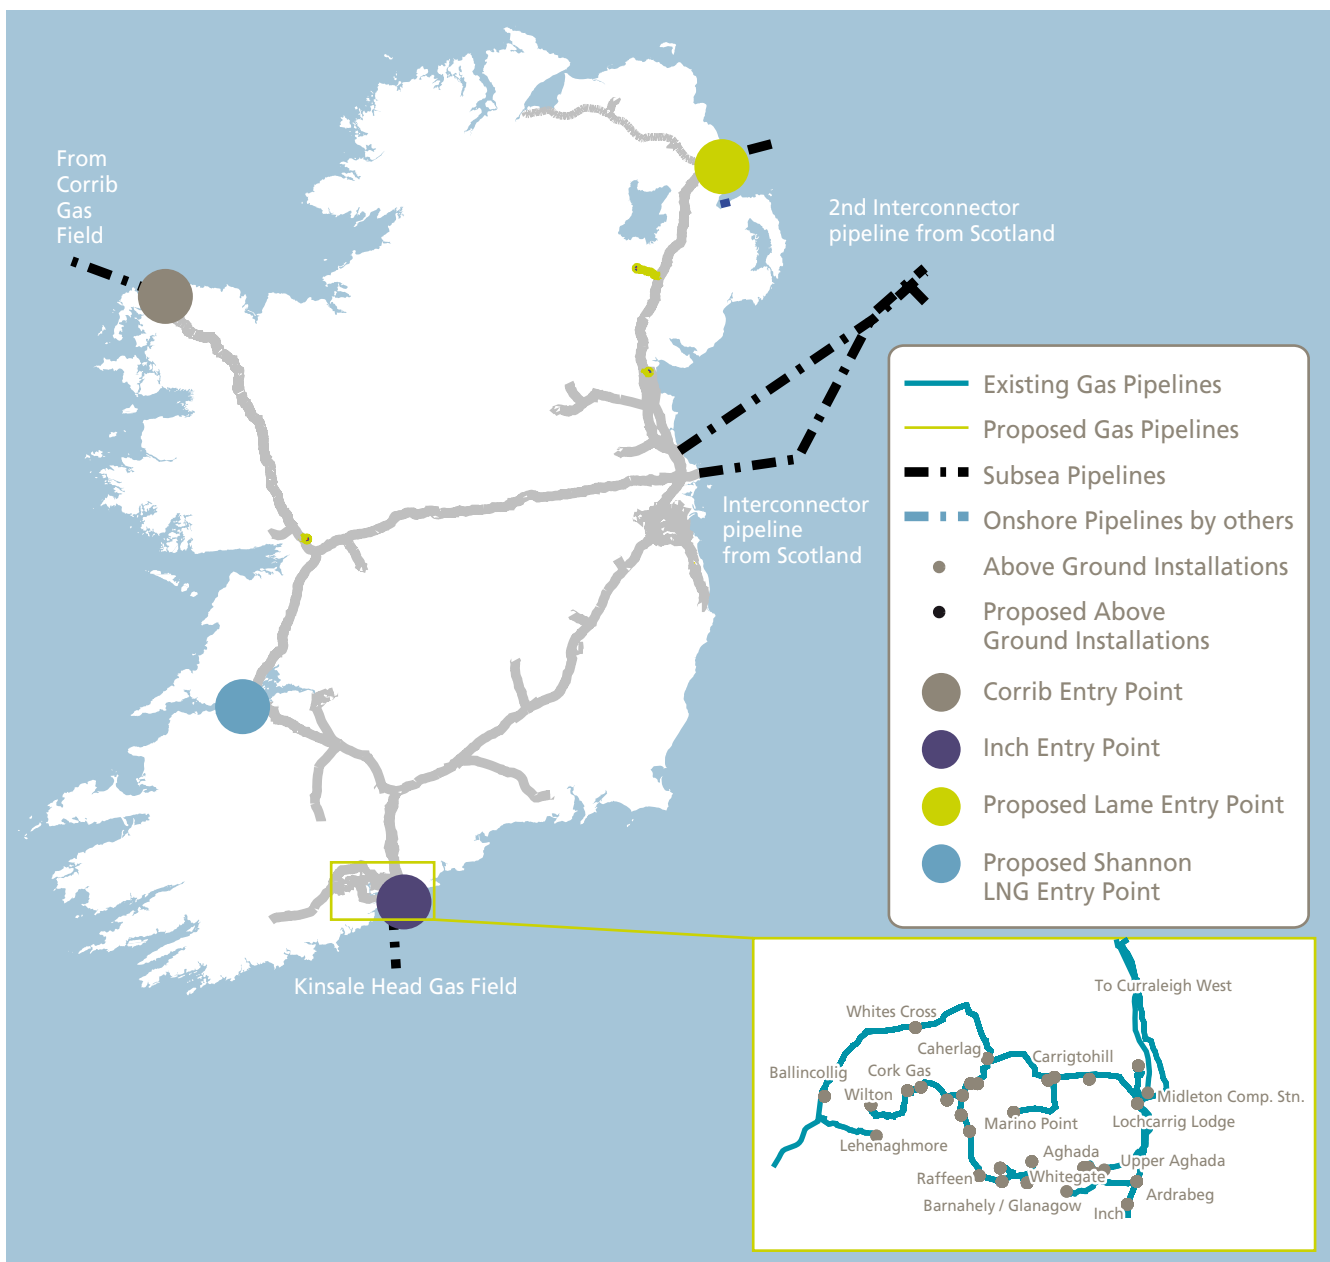 From
Corrib
Gas
Field
2nd Interconnector
pipeline from Scotland
Interconnector
pipeline
from Scotland
Kinsale Head Gas Field
Existing Gas Pipelines
Proposed Gas Pipelines
Subsea Pipelines
Onshore Pipelines by others
Above Ground Installations
Proposed Above
Ground Installations
Corrib Entry Point
Inch Entry Point
Proposed Lame Entry Point
Proposed Shannon
LNG Entry Point
To Curraleigh West
Whites Cross
Caherlag
Carrigtohill
Ballincollig
Cork Gas
Wilton
Midleton Comp. Stn.
Marino Point
Lochcarrig Lodge
Lehenaghmore
Aghada
Upper Aghada
Raffeen
Whitegate
Ardrabeg
Barnahely / Glanagow
Inch